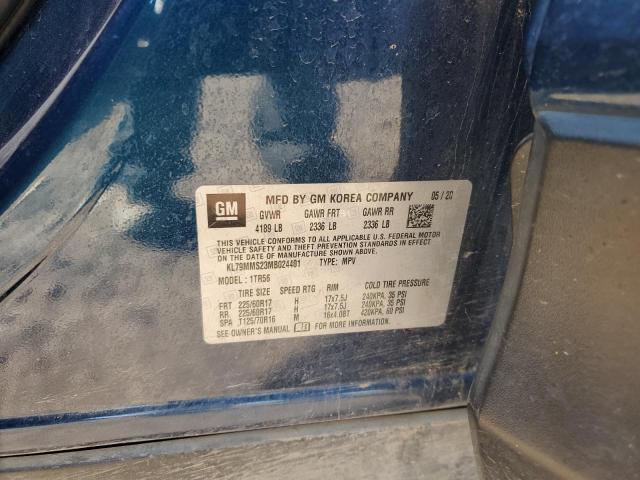 GM
MFD BY GM KOREA COMPANY 05/20
GVWR GAWR FRT GAWR RR
4189 LB 2336 LB 2336 LB
THIS VEHICLE CONFORMS TO ALL APPLICABLE U.S. FEDERAL MOTOR
VEHICLE SAFETY AND THEFT PREVENTION STANDARDS IN EFFECT
ON THE DATE OF MANUFACTURE SHOWN ABOVE.
KL79MMS23MB024401 TYPE: MPV
MODEL: 1TR56
TIRE SIZE SPEED RTG RIM COLD TIRE PRESSURE
FRT 225/60R17 H 17x7.5J 240KPA, 35 PSI
RR 225/60R17 H 17x7.5J 240KPA, 35 PSI
SPA T125/70R16 M 16x4.0BT 420KPA, 60 PSI
SEE OWNER'S MANUAL FOR MORE INFORMATION.